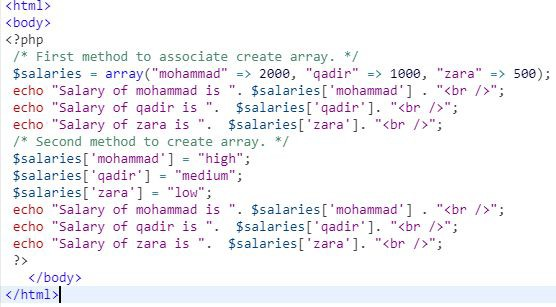 <html>
<body>
<?php
/* First method to associate create array. */
$salaries = array("mohammad" => 2000, "qadir" => 1000, "zara" => 500);
echo "Salary of mohammad is ". $salaries['mohammad'] . "<br />";
echo "Salary of qadir is ".  $salaries['qadir']. "<br />";
echo "Salary of zara is ".  $salaries['zara']. "<br />";
/* Second method to create array. */
$salaries['mohammad'] = "high";
$salaries['qadir'] = "medium";
$salaries['zara'] = "low";
echo "Salary of mohammad is ". $salaries['mohammad'] . "<br />";
echo "Salary of qadir is ".  $salaries['qadir']. "<br />";
echo "Salary of zara is ".  $salaries['zara']. "<br />";
?>
</body>
</html>